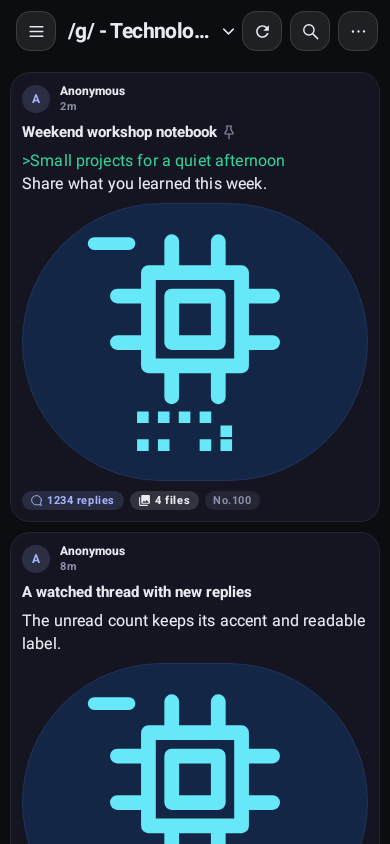 /g/ - Technolo...
A
Anonymous
2m
Weekend workshop notebook
>Small projects for a quiet afternoon
Share what you learned this week.
1234 replies
4 files
No.100
A
Anonymous
8m
A watched thread with new replies
The unread count keeps its accent and readable
label.